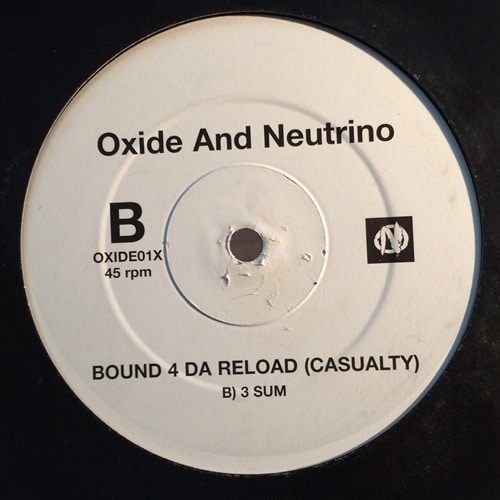 Oxide And Neutrino
B
OXIDE01X
45 rpm
BOUND 4 DA RELOAD (CASUALTY)
B) 3 SUM